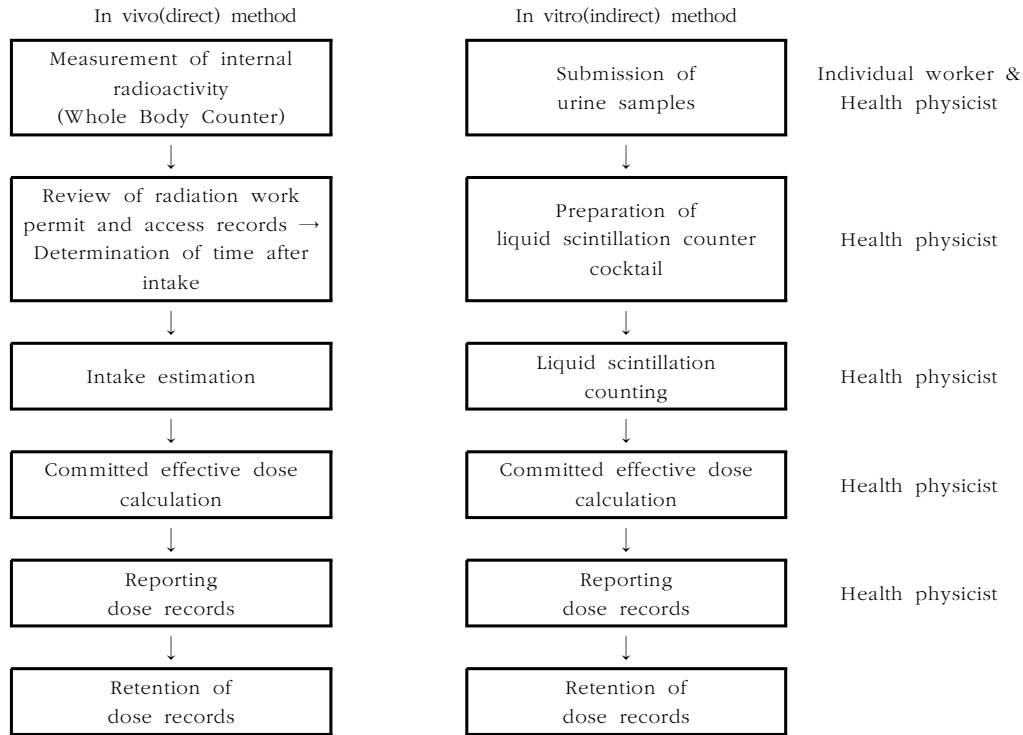 In vivo(direct) method
In vitro(indirect) method
Measurement of internal
radioactivity
(Whole Body Counter)
Submission of
urine samples
Individual worker &
Health physicist
↓
↓
Review of radiation work
permit and access records →
Determination of time after
intake
Preparation of
liquid scintillation counter
cocktail
Health physicist
↓
↓
Intake estimation
Liquid scintillation
counting
Health physicist
↓
↓
Committed effective dose
calculation
Committed effective dose
calculation
Health physicist
↓
↓
Reporting
dose records
Reporting
dose records
Health physicist
↓
↓
Retention of
dose records
Retention of
dose records